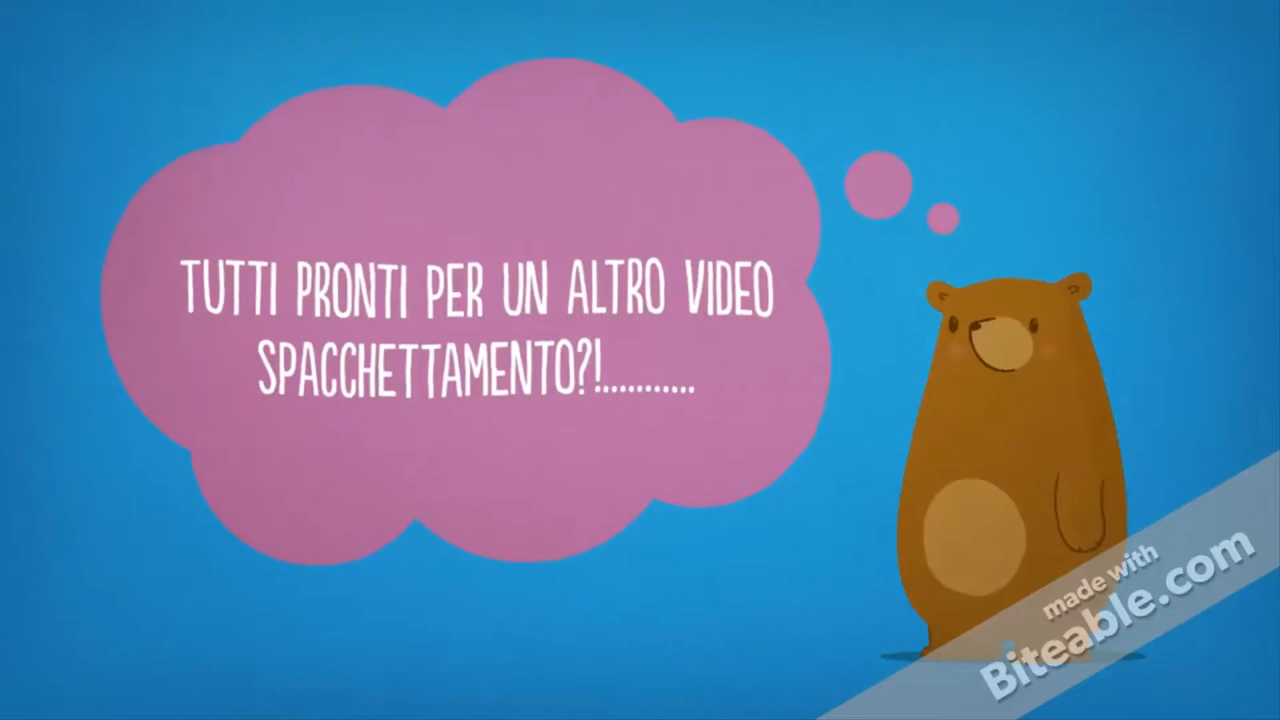 TUTTI PRONTI PER UN ALTRO VIDEO
SPACCHETTAMENTO?!...........
made with
Biteable.com